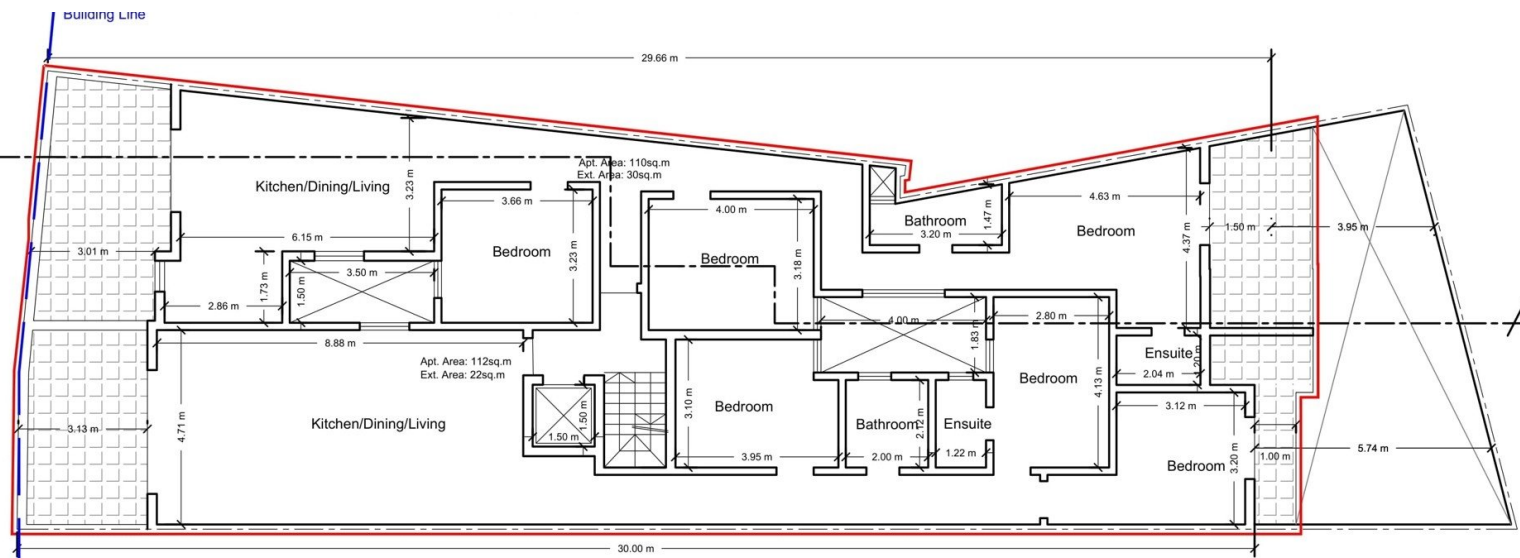 Building Line
29.66 m
Apt. Area: 110sq.m
Ext. Area: 30sq.m
Kitchen/Dining/Living
3.23 m
3.66 m
4.00 m
Bathroom
1.47 m
3.20 m
4.63 m
Bedroom
4.37 m
1.50 m
3.95 m
6.15 m
3.01 m
Bedroom
3.23 m
Bedroom
3.18 m
3.50 m
1.50 m
1.73 m
2.86 m
4.00 m
1.83 m
2.80 m
8.88 m
Apt. Area: 112sq.m
Ext. Area: 22sq.m
Ensuite
2.04 m
Bedroom
4.13 m
Kitchen/Dining/Living
3.13 m
4.71 m
1.50 m
1.50 m
3.10 m
Bedroom
3.95 m
Bathroom
2.12 m
2.00 m
Ensuite
1.22 m
3.12 m
Bedroom
3.20 m
1.00 m
5.74 m
30.00 m